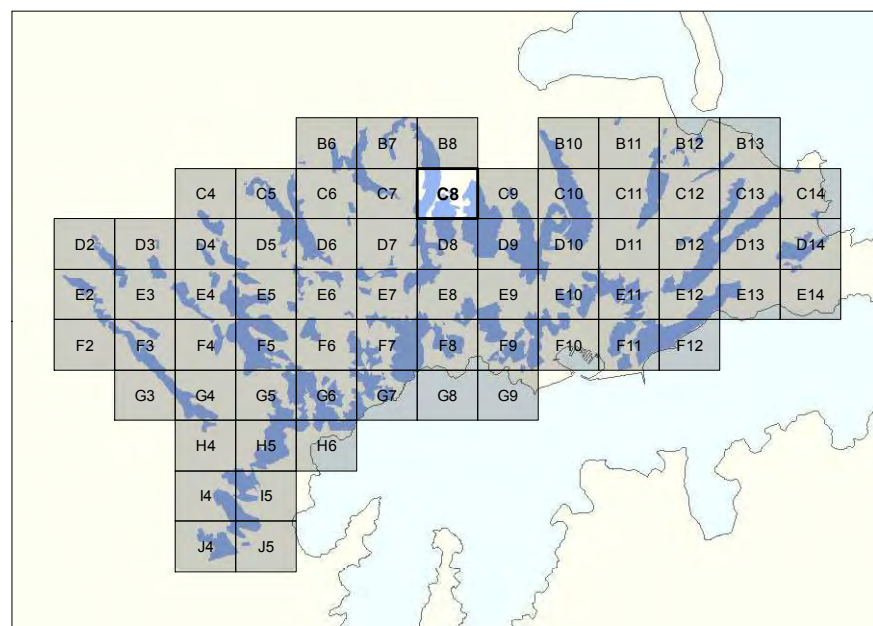 B6 B7 B8 B10 B11 B12 B13
C4 C5 C6 C7 C8 C9 C10 C11 C12 C13 C14
D2 D3 D4 D5 D6 D7 D8 D9 D10 D11 D12 D13 D14
E2 E3 E4 E5 E6 E7 E8 E9 E10 E11 E12 E13 E14
F2 F3 F4 F5 F6 F7 F8 F9 F10 F11 F12
G3 G4 G5 G6 G7 G8 G9
H4 H5 H6
I4 I5
J4 J5